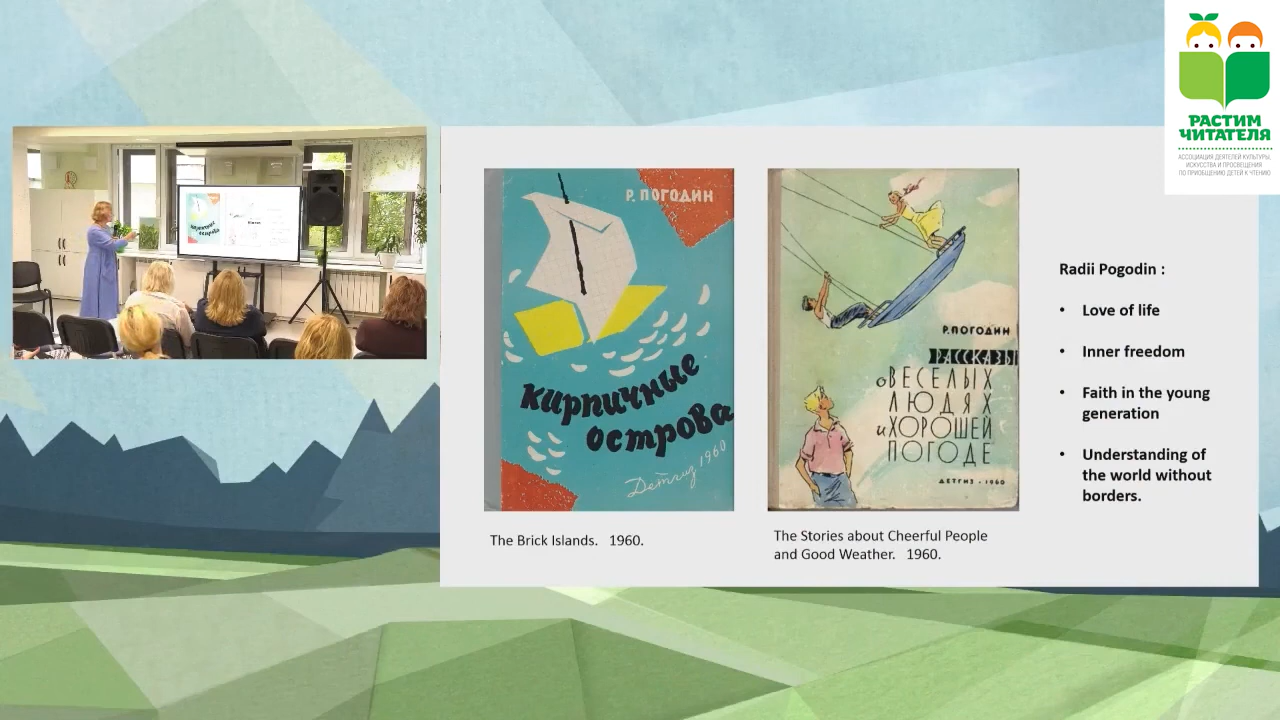 РАСТИМ
ЧИТАТЕЛЯ
АССОЦИАЦИЯ ДЕЯТЕЛЕЙ КУЛЬТУРЫ,
ИСКУССТВА И ПРОСВЕЩЕНИЯ
ПО ПРИОБЩЕНИЮ ДЕТЕЙ К ЧТЕНИЮ
кирпичные
острова
Р. ПОГОДИН
кирпичные
острова
Детгиз 1960
Р. ПОГОДИН
РАССКАЗЫ
о ВЕСЕЛЫХ
ЛЮДЯХ
и ХОРОШЕЙ
ПОГОДЕ
ДЕТГИЗ • 1960
The Brick Islands. 1960.
The Stories about Cheerful People
and Good Weather. 1960.
Radii Pogodin :
• Love of life
• Inner freedom
• Faith in the young
generation
• Understanding of
the world without
borders.